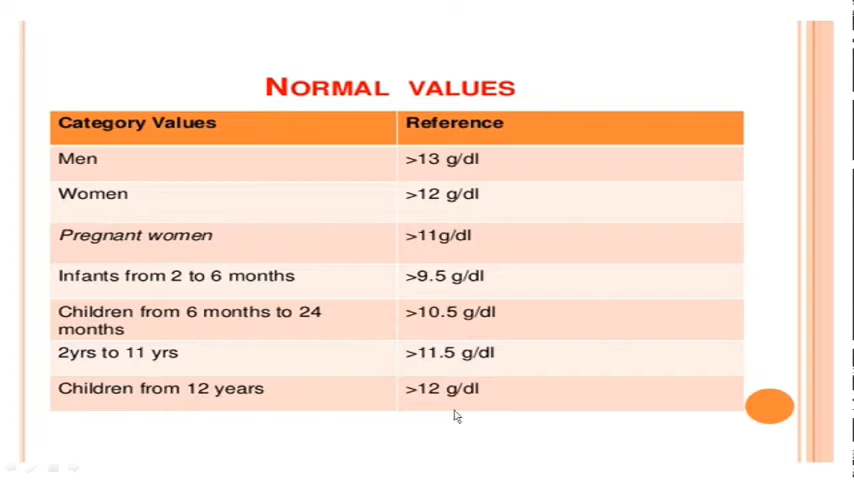 NORMAL VALUES
Category Values Reference
Men >13 g/dl
Women >12 g/dl
Pregnant women >11g/dl
Infants from 2 to 6 months >9.5 g/dl
Children from 6 months to 24 >10.5 g/dl
months
2yrs to 11 yrs >11.5 g/dl
Children from 12 years >12 g/dl